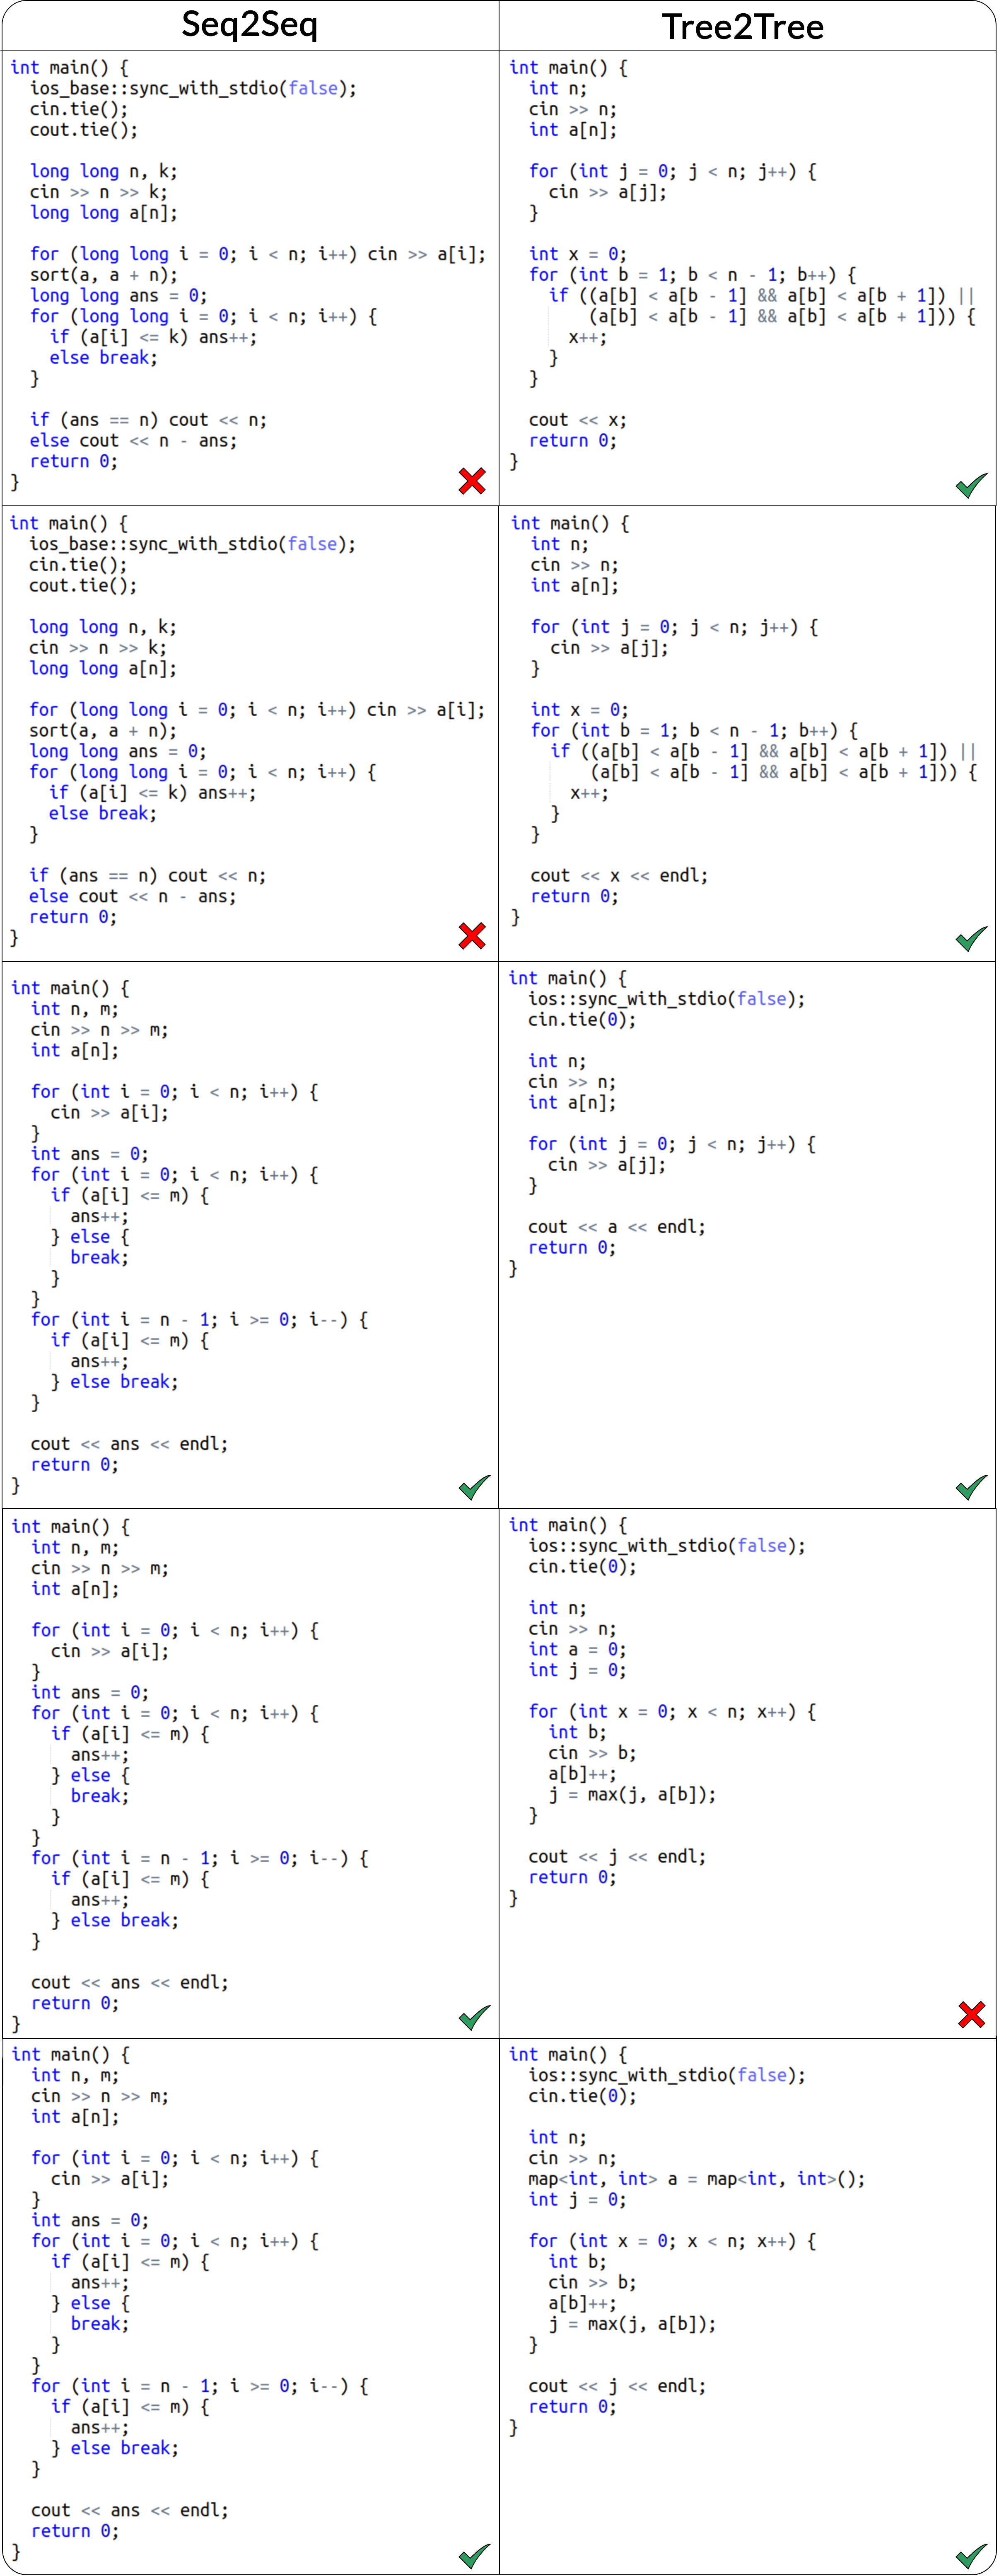 Seq2Seq
Tree2Tree
int main() {
ios_base::sync_with_stdio(false);
cin.tie();
cout.tie();
long long n, k;
cin >> n >> k;
long long a[n];
for (long long i = 0; i < n; i++) cin >> a[i];
sort(a, a + n);
long long ans = 0;
for (long long i = 0; i < n; i++) {
if (a[i] <= k) ans++;
else break;
}
if (ans == n) cout << n;
else cout << n - ans;
return 0;
}
int main() {
int n;
cin >> n;
int a[n];
for (int j = 0; j < n; j++) {
cin >> a[j];
}
int x = 0;
for (int b = 1; b < n - 1; b++) {
if ((a[b] < a[b - 1] && a[b] < a[b + 1]) ||
(a[b] < a[b - 1] && a[b] < a[b + 1])) {
x++;
}
}
cout << x;
return 0;
}
int main() {
ios_base::sync_with_stdio(false);
cin.tie();
cout.tie();
long long n, k;
cin >> n >> k;
long long a[n];
for (long long i = 0; i < n; i++) cin >> a[i];
sort(a, a + n);
long long ans = 0;
for (long long i = 0; i < n; i++) {
if (a[i] <= k) ans++;
else break;
}
if (ans == n) cout << n;
else cout << n - ans;
return 0;
}
int main() {
int n;
cin >> n;
int a[n];
for (int j = 0; j < n; j++) {
cin >> a[j];
}
int x = 0;
for (int b = 1; b < n - 1; b++) {
if ((a[b] < a[b - 1] && a[b] < a[b + 1]) ||
(a[b] < a[b - 1] && a[b] < a[b + 1])) {
x++;
}
}
cout << x << endl;
return 0;
}
int main() {
int n, m;
cin >> n >> m;
int a[n];
for (int i = 0; i < n; i++) {
cin >> a[i];
}
int ans = 0;
for (int i = 0; i < n; i++) {
if (a[i] <= m) {
ans++;
} else {
break;
}
}
for (int i = n - 1; i >= 0; i--) {
if (a[i] <= m) {
ans++;
} else break;
}
cout << ans << endl;
return 0;
}
int main() {
ios::sync_with_stdio(false);
cin.tie(0);
int n;
cin >> n;
int a[n];
for (int j = 0; j < n; j++) {
cin >> a[j];
}
cout << a << endl;
return 0;
}
int main() {
int n, m;
cin >> n >> m;
int a[n];
for (int i = 0; i < n; i++) {
cin >> a[i];
}
int ans = 0;
for (int i = 0; i < n; i++) {
if (a[i] <= m) {
ans++;
} else {
break;
}
}
for (int i = n - 1; i >= 0; i--) {
if (a[i] <= m) {
ans++;
} else break;
}
cout << ans << endl;
return 0;
}
int main() {
ios::sync_with_stdio(false);
cin.tie(0);
int n;
cin >> n;
int a = 0;
int j = 0;
for (int x = 0; x < n; x++) {
int b;
cin >> b;
a[b]++;
j = max(j, a[b]);
}
cout << j << endl;
return 0;
}
int main() {
int n, m;
cin >> n >> m;
int a[n];
for (int i = 0; i < n; i++) {
cin >> a[i];
}
int ans = 0;
for (int i = 0; i < n; i++) {
if (a[i] <= m) {
ans++;
} else {
break;
}
}
for (int i = n - 1; i >= 0; i--) {
if (a[i] <= m) {
ans++;
} else break;
}
cout << ans << endl;
return 0;
}
int main() {
ios::sync_with_stdio(false);
cin.tie(0);
int n;
cin >> n;
map<int, int> a = map<int, int>();
int j = 0;
for (int x = 0; x < n; x++) {
int b;
cin >> b;
a[b]++;
j = max(j, a[b]);
}
cout << j << endl;
return 0;
}